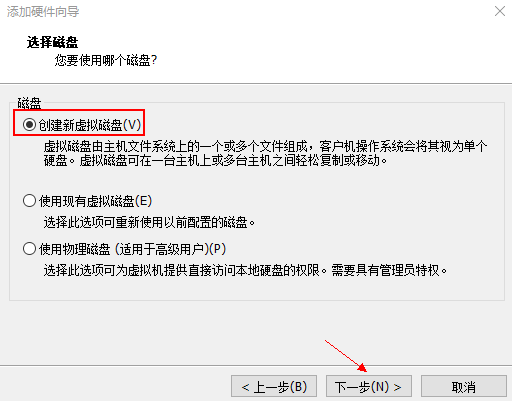 添加硬件向导
选择磁盘
您要使用哪个磁盘?
磁盘
创建新虚拟磁盘(V)
虚拟磁盘由主机文件系统上的一个或多个文件组成，客户机操作系统会将其视为单个
硬盘。虚拟磁盘可在一台主机上或多台主机之间轻松复制或移动。
使用现有虚拟磁盘(E)
选择此选项可重新使用以前配置的磁盘。
使用物理磁盘 (适用于高级用户)(P)
选择此选项可为虚拟机提供直接访问本地硬盘的权限。需要具有管理员特权。
< 上一步(B)
下一步(N) >
取消